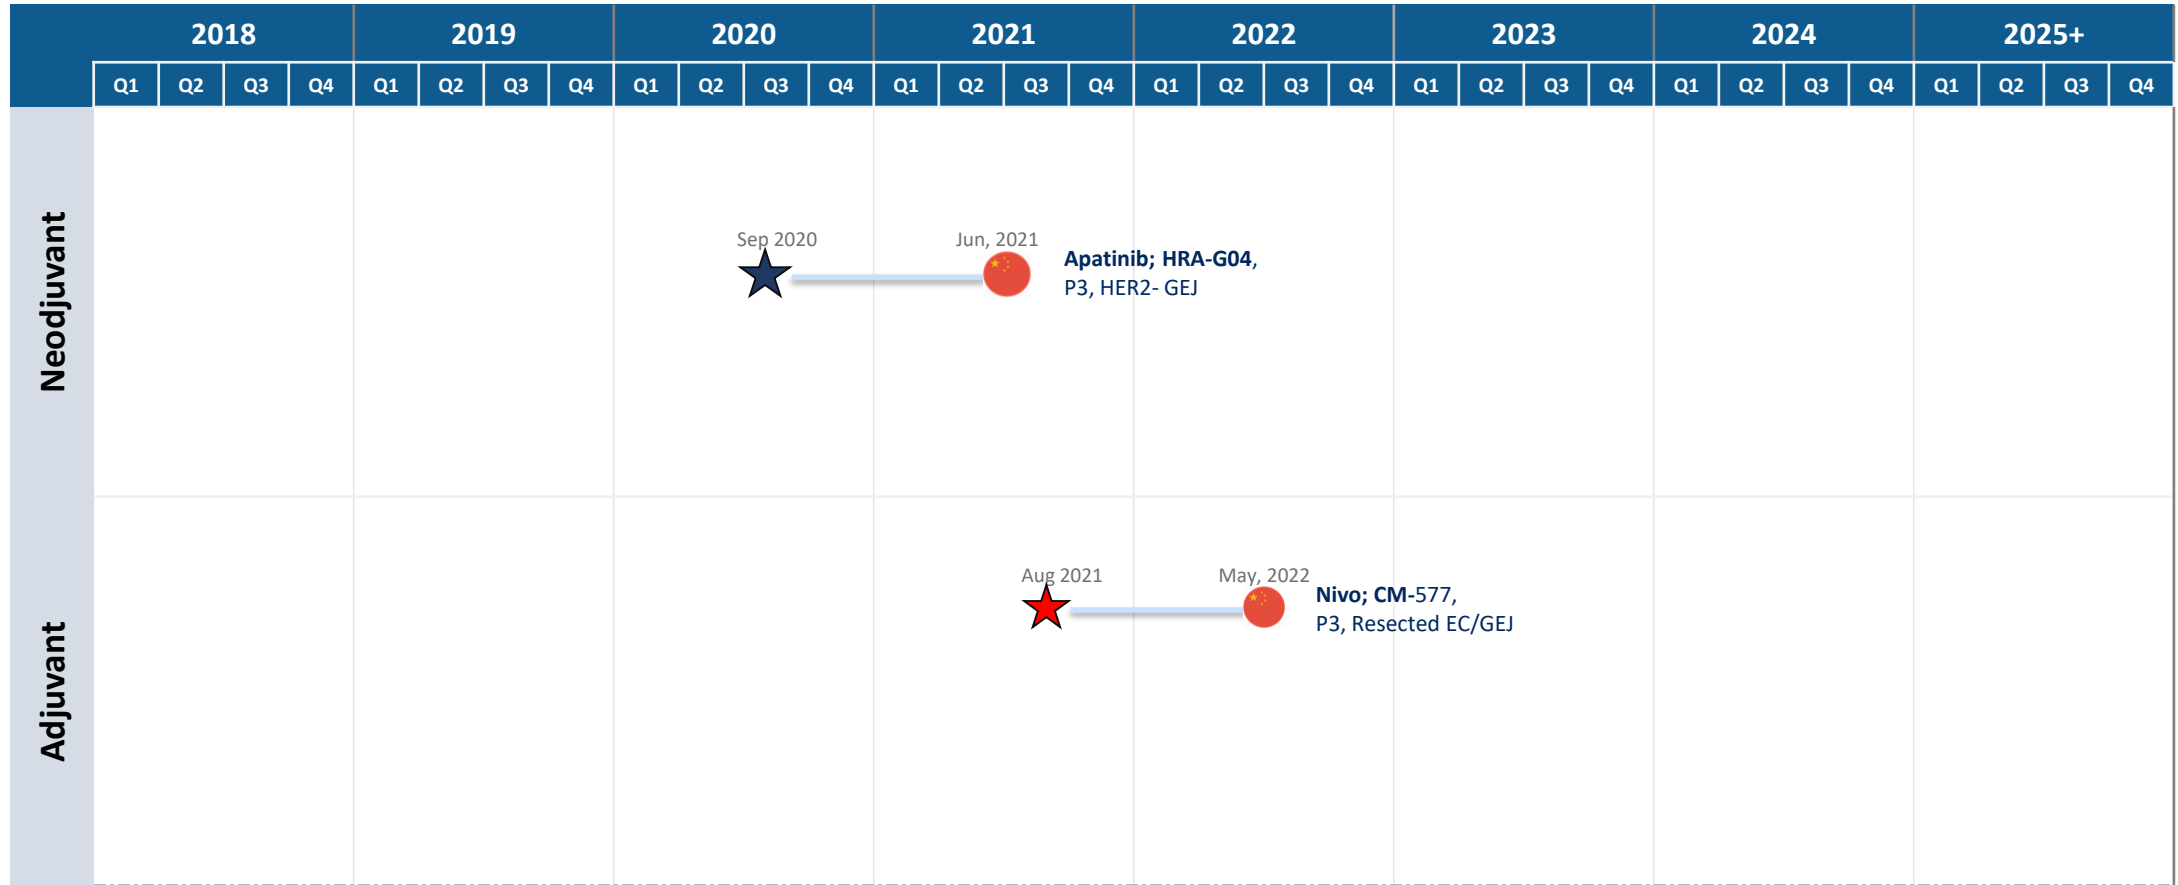 2018 2019 2020 2021 2022 2023 2024 2025+
Q1 Q2 Q3 Q4 Q1 Q2 Q3 Q4 Q1 Q2 Q3 Q4 Q1 Q2 Q3 Q4 Q1 Q2 Q3 Q4 Q1 Q2 Q3 Q4 Q1 Q2 Q3 Q4 Q1 Q2 Q3 Q4
Neodjuvant
Sep 2020
Jun, 2021
Apatinib; HRA-G04,
P3, HER2- GEJ
Adjuvant
Aug 2021
May, 2022
Nivo; CM-577,
P3, Resected EC/GEJ